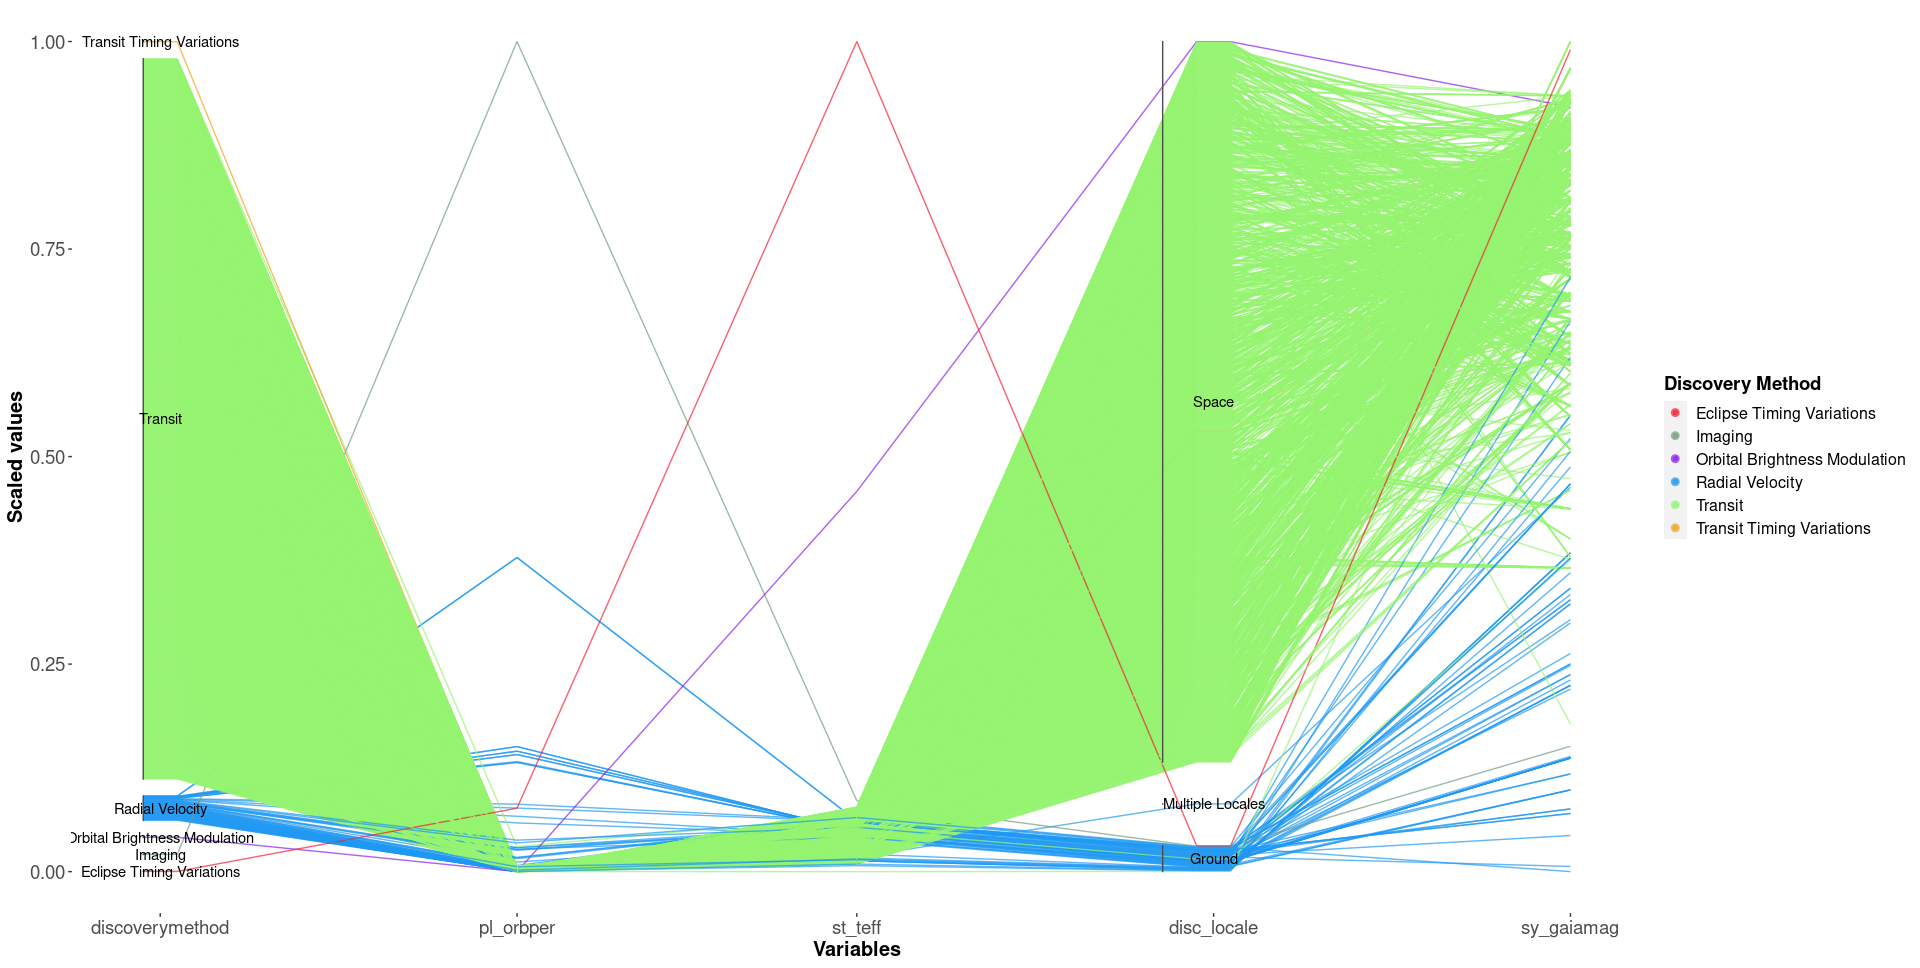 1.00
0.75
0.50
0.25
0.00
Scaled values
Transit Timing Variations
Transit
Radial Velocity
Orbital Brightness Modulation
Imaging
Eclipse Timing Variations
Space
Multiple Locales
Ground
discoverymethod
pl_orbper
st_teff
disc_locale
sy_gaiamag
Variables
Discovery Method
Eclipse Timing Variations
Imaging
Orbital Brightness Modulation
Radial Velocity
Transit
Transit Timing Variations